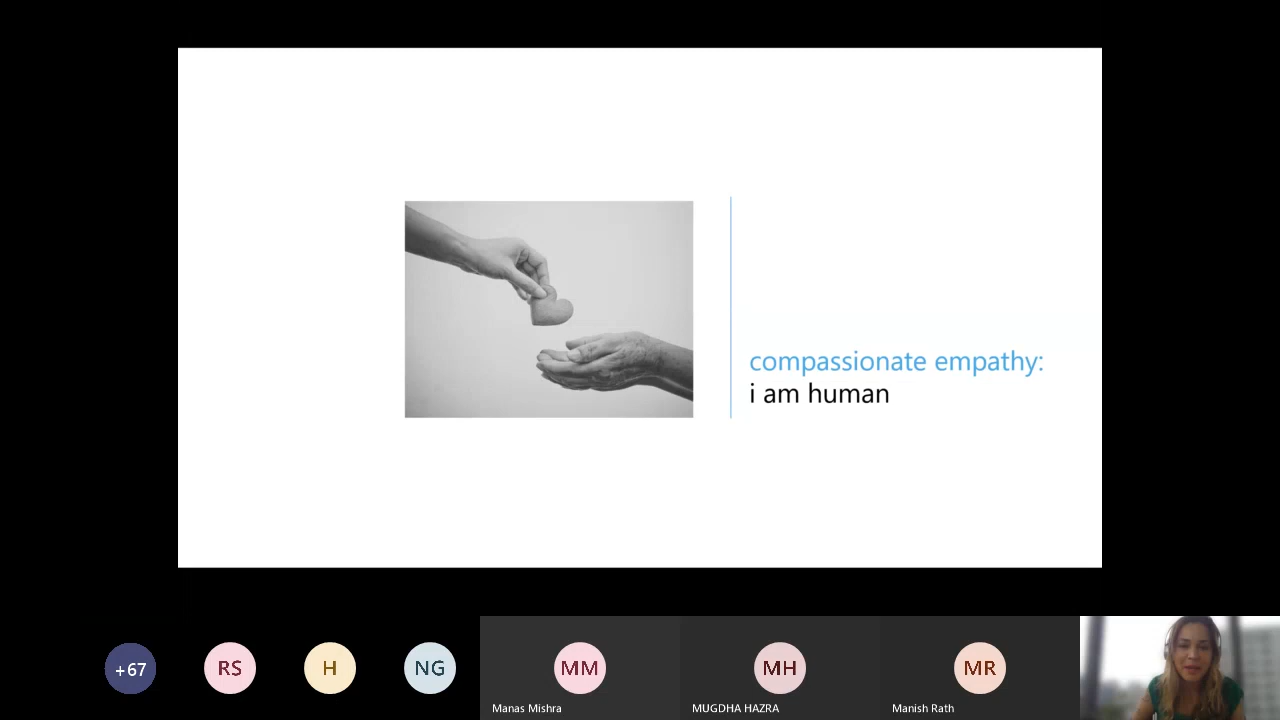 compassionate empathy:
i am human
+67
RS
H
NG
MM
MH
MR
Manas Mishra
MUGDHA HAZRA
Manish Rath